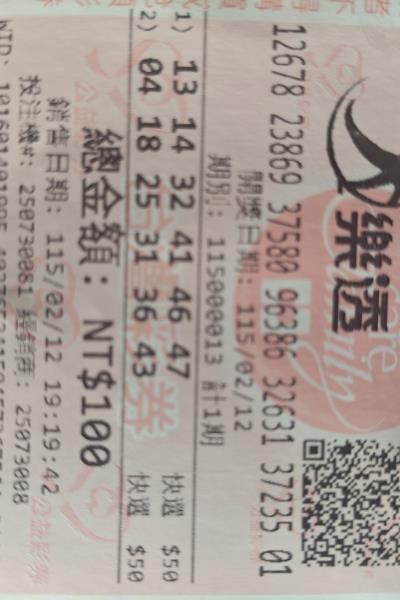 樂透
12678 23869 37580 96386 32631 37235 01
開獎日期: 115/02/12
期別: 115000013 計1期
1) 13 14 32 41 46 47 快選 $50
2) 04 18 25 31 36 43 快選 $50
總金額: NT$100
銷售日期: 115/02/12 19:19:42
投注機#: 250730081 經銷商: 25073008